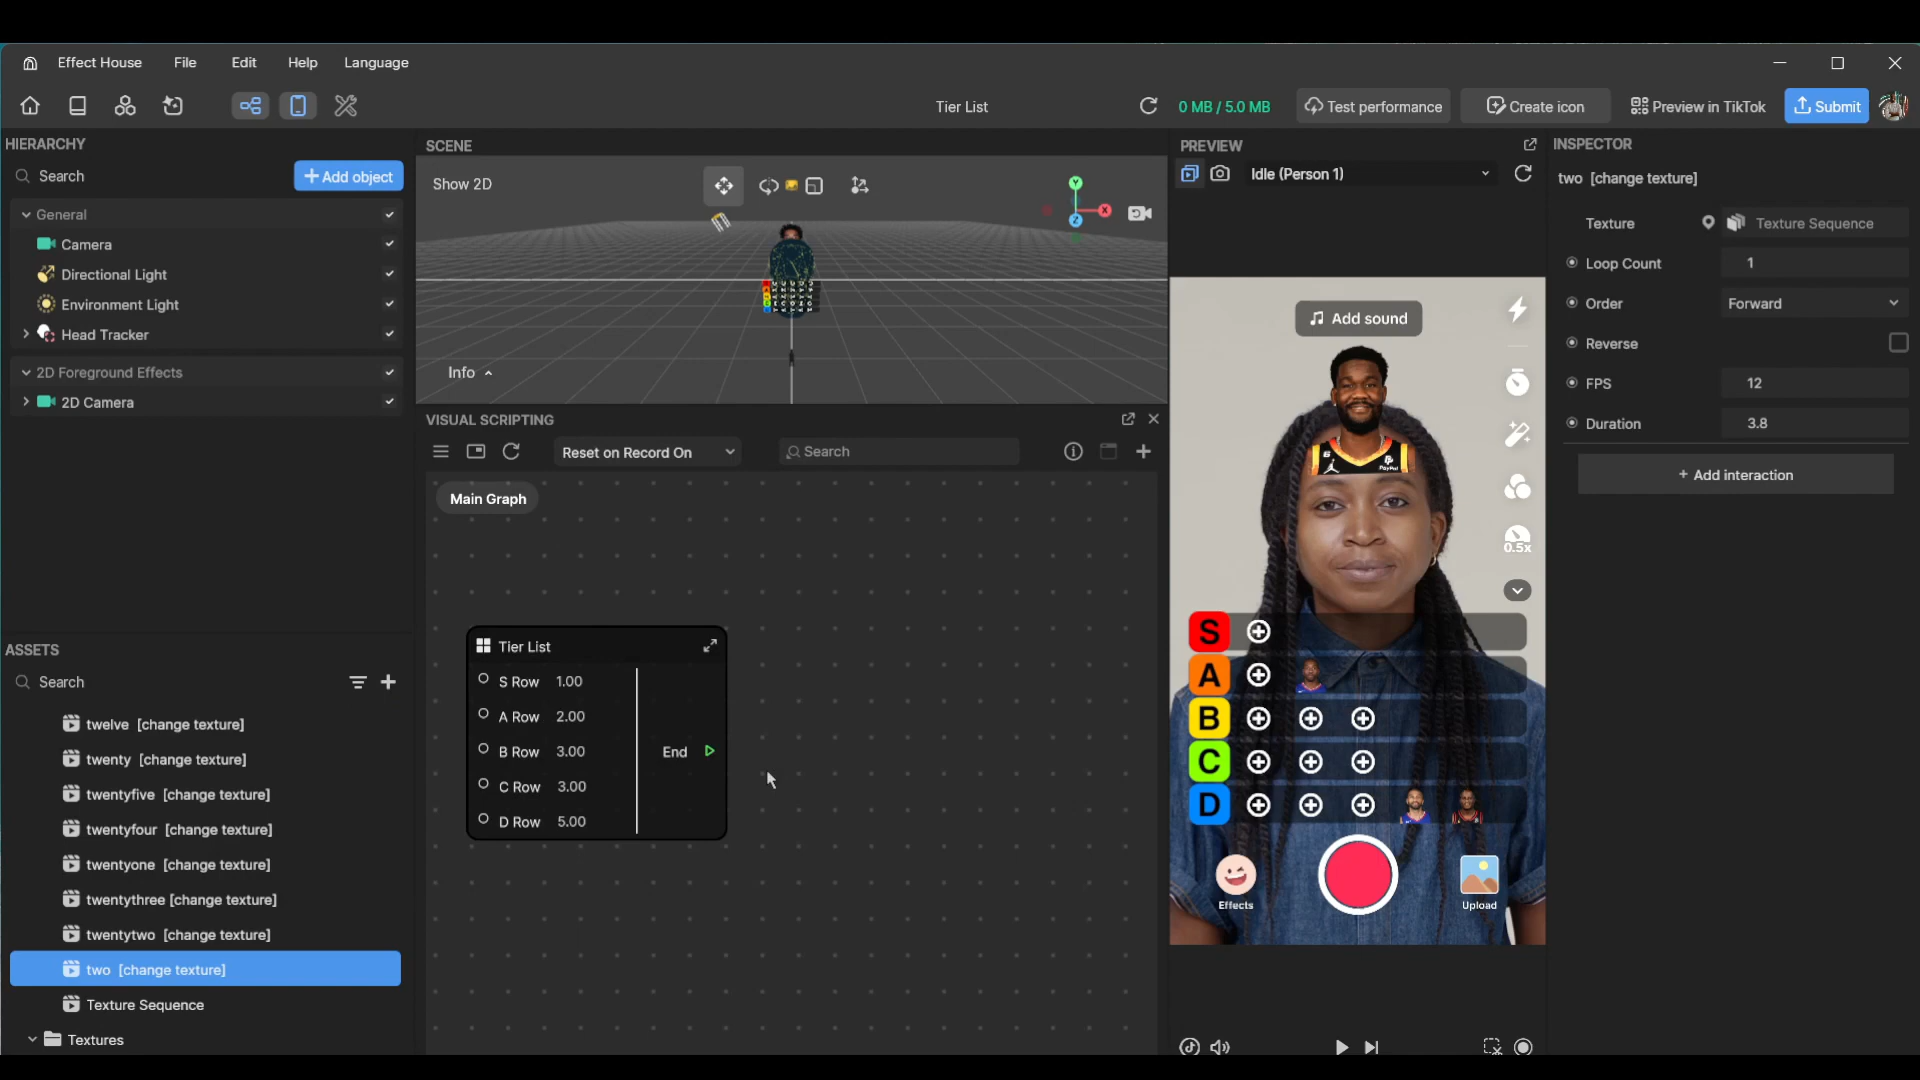 Effect House File Edit Help Language
Tier List 0 MB / 5.0 MB Test performance Create icon Preview in TikTok Submit
HIERARCHY
Search + Add object
General
Camera
Directional Light
Environment Light
Head Tracker
2D Foreground Effects
2D Camera
ASSETS
Search
twelve [change texture]
twenty [change texture]
twentyfive [change texture]
twentyfour [change texture]
twentyone [change texture]
twentythree [change texture]
twentytwo [change texture]
two [change texture]
Texture Sequence
Textures
SCENE
Show 2D
Y
X
Z
Info
VISUAL SCRIPTING
Reset on Record On Search
Main Graph
Tier List
S Row 1.00
A Row 2.00
B Row 3.00
End
C Row 3.00
D Row 5.00
PREVIEW
Idle (Person 1)
Add sound
6
PayPal
0.5x
S
A
B
C
D
Effects Upload
INSPECTOR
two [change texture]
Texture Texture Sequence
Loop Count 1
Order Forward
Reverse
FPS 12
Duration 3.8
+ Add interaction